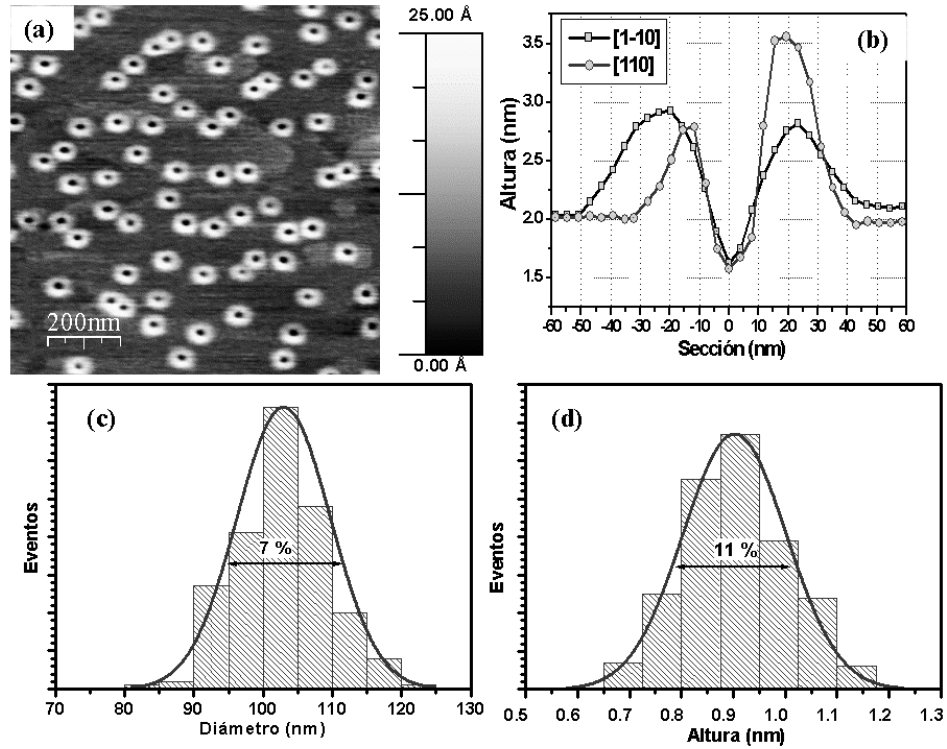 (a)
200nm
25.00 Å
0.00 Å
(b)
[1-10]
[110]
Altura (nm)
3.5
3.0
2.5
2.0
1.5
-60 -50 -40 -30 -20 -10 0 10 20 30 40 50 60
Sección (nm)
(c)
7 %
Eventos
70 80 90 100 110 120 130
Diámetro (nm)
(d)
11 %
Eventos
0.5 0.6 0.7 0.8 0.9 1.0 1.1 1.2 1.3
Altura (nm)